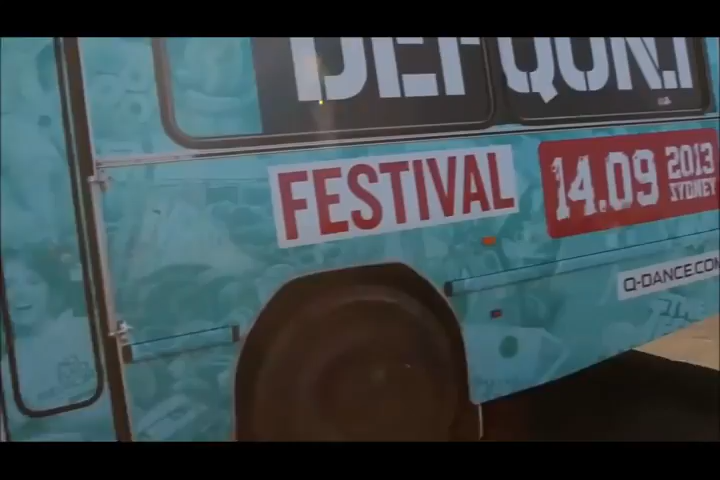 DEFQON.1
FESTIVAL
14.09 2013
SYDNEY
Q-DANCE.COM